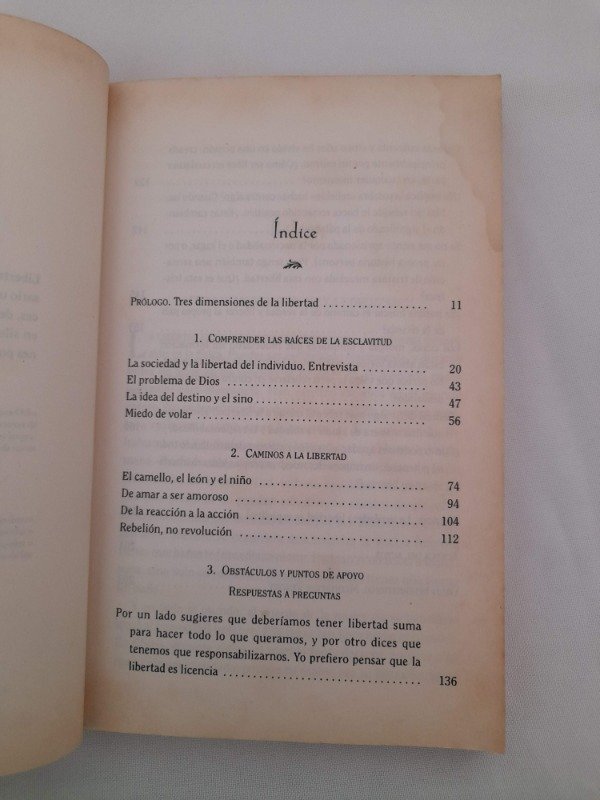 Índice
PRÓLOGO. Tres dimensiones de la libertad ........................ 11
1. COMPRENDER LAS RAÍCES DE LA ESCLAVITUD
La sociedad y la libertad del individuo. Entrevista ........... 20
El problema de Dios ................................... 43
La idea del destino y el sino ............................ 47
Miedo de volar ........................................ 56
2. CAMINOS A LA LIBERTAD
El camello, el león y el niño ............................. 74
De amar a ser amoroso ................................. 94
De la reacción a la acción ............................... 104
Rebelión, no revolución ................................ 112
3. OBSTÁCULOS Y PUNTOS DE APOYO
RESPUESTAS A PREGUNTAS
Por un lado sugieres que deberíamos tener libertad suma
para hacer todo lo que queramos, y por otro dices que
tenemos que responsabilizarnos. Yo prefiero pensar que la
libertad es licencia .................................. 136